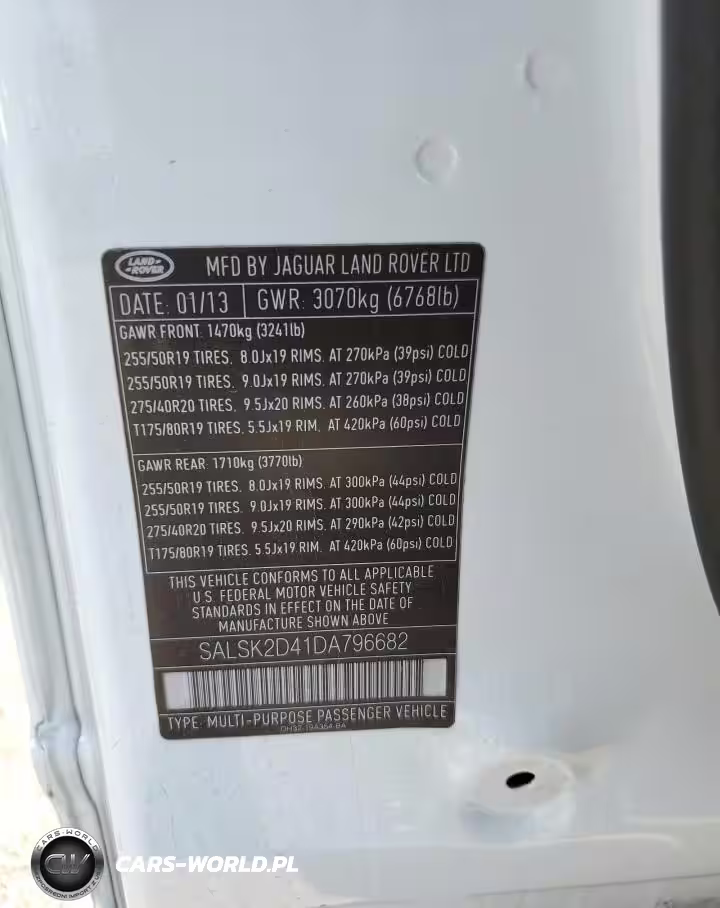 LAND ROVER
MFD BY JAGUAR LAND ROVER LTD
DATE: 01/13 GWR: 3070kg (6768lb)
GAWR FRONT: 1470kg (3241lb)
255/50R19 TIRES. 8.0Jx19 RIMS. AT 270kPa (39psi) COLD
255/50R19 TIRES. 9.0Jx19 RIMS. AT 270kPa (39psi) COLD
275/40R20 TIRES. 9.5Jx20 RIMS. AT 260kPa (38psi) COLD
T175/80R19 TIRES. 5.5Jx19 RIM. AT 420kPa (60psi) COLD
GAWR REAR: 1710kg (3770lb)
255/50R19 TIRES. 8.0Jx19 RIMS. AT 300kPa (44psi) COLD
255/50R19 TIRES. 9.0Jx19 RIMS. AT 300kPa (44psi) COLD
275/40R20 TIRES. 9.5Jx20 RIMS. AT 290kPa (42psi) COLD
T175/80R19 TIRES. 5.5Jx19 RIM. AT 420kPa (60psi) COLD
THIS VEHICLE CONFORMS TO ALL APPLICABLE
U.S. FEDERAL MOTOR VEHICLE SAFETY
STANDARDS IN EFFECT ON THE DATE OF
MANUFACTURE SHOWN ABOVE
SALSK2D41DA796682
TYPE: MULTI-PURPOSE PASSENGER VEHICLE
CARS-WORLD
CW
CARS-WORLD.PL